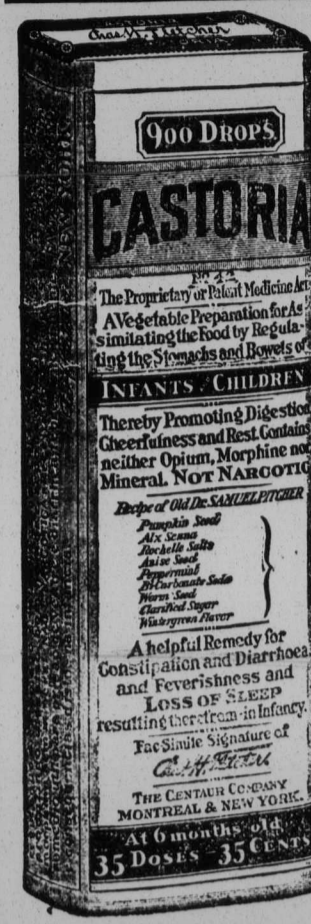 Chas. H. Fletcher
900 DROPS
CASTORIA
The Proprietary or Patent Medicine Act.
A Vegetable Preparation for As
similating the Food by Regula-
ting the Stomachs and Bowels of
INFANTS CHILDREN
Thereby Promoting Digestion
Cheerfulness and Rest. Contains
neither Opium, Morphine nor
Mineral. NOT NARCOTIC
Recipe of Old Dr. SAMUEL PITCHER
Pumpkin Seed
Alx Senna
Rochelle Salts
Anise Seed
Peppermint
Bi Carbonate Soda
Worm Seed
Clarified Sugar
Wintergreen Flavor
A helpful Remedy for
Constipation and Diarrhoea
and Feverishness and
LOSS OF SLEEP
resulting therefrom-in Infancy.
Fac Simile Signature of
Chas. H. Fletcher
THE CENTAUR COMPANY
MONTREAL & NEW YORK.
At 6 months old
35 DOSES 35 CENTS